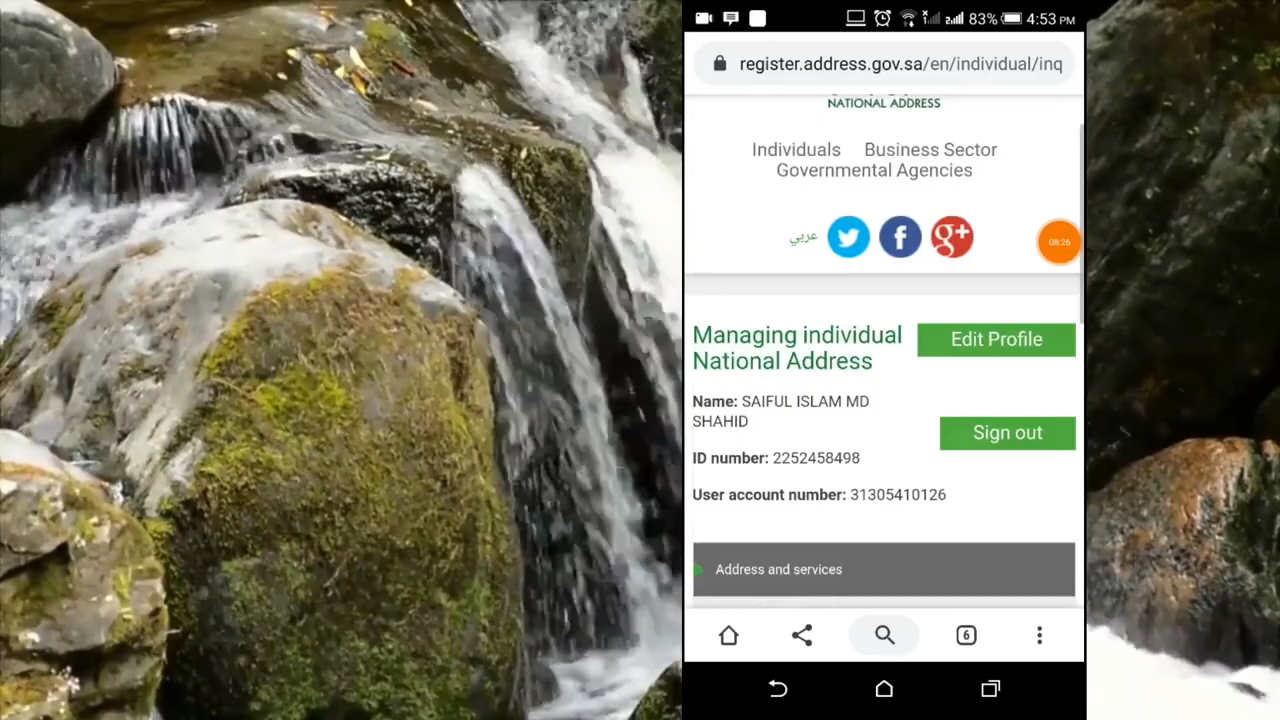 83% 4:53 PM
register.address.gov.sa/en/individual/inq
NATIONAL ADDRESS
Individuals Business Sector
Governmental Agencies
عربي
g+
08:26
Managing individual
National Address
Edit Profile
Name: SAIFUL ISLAM MD
SHAHID
Sign out
ID number: 2252458498
User account number: 31305410126
Address and services
6